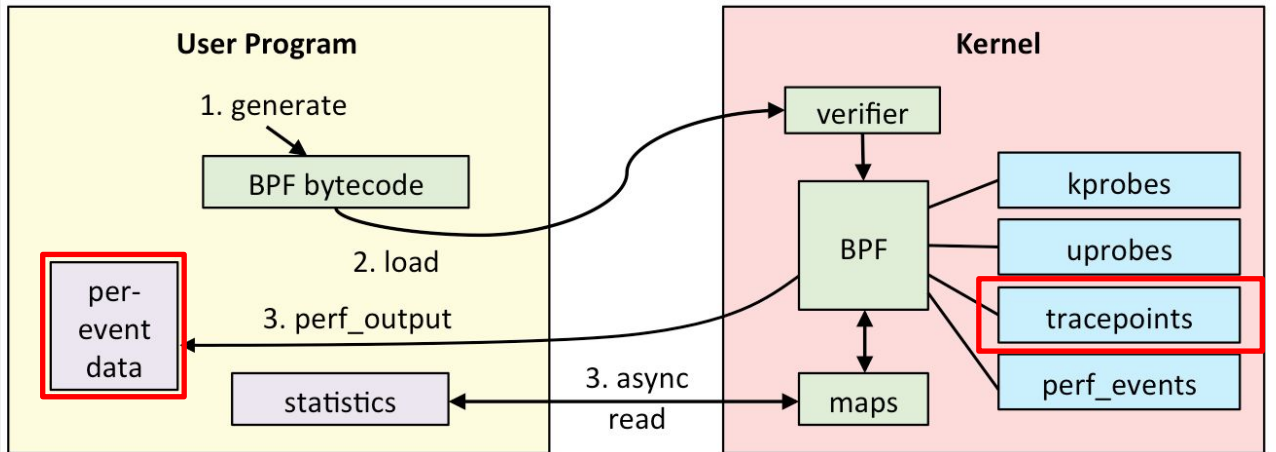 User Program
1. generate
BPF bytecode
2. load
per-
event
data
3. perf_output
statistics
3. async
read
Kernel
verifier
BPF
maps
kprobes
uprobes
tracepoints
perf_events